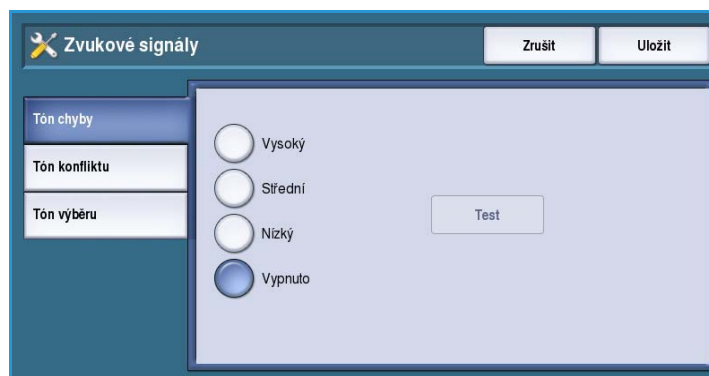 Zvukové signály
Zrušit
Uložit
Tón chyby
Tón konfliktu
Tón výběru
Vysoký
Střední
Nízký
Vypnuto
Test